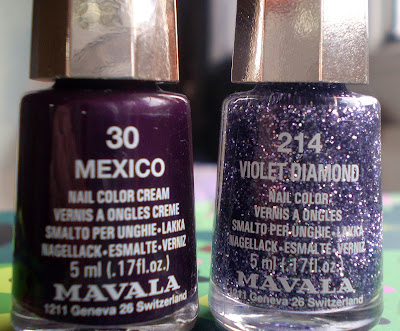 30
MEXICO
NAIL COLOR CREAM
VERNIS A ONGLES CREME
SMALTO PER UNGHIE•LAKKA
NAGELLACK•ESMALTE•VERNIZ
5 ml (.17fl.oz.)
MAVALA
1211 Geneva 26 Switzerland
214
VIOLET DIAMOND
NAIL COLOR
VERNIS A ONGLES
SMALTO PER UNGHIE•LAKKA
NAGELLACK•ESMALTE•VERNIZ
5 ml (.17fl.oz.)
MAVALA
1211 Geneva 26 Switzerland